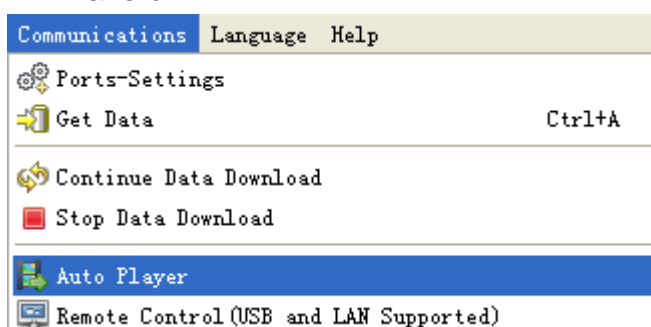 Communications Language Help
Ports-Settings
Get Data Ctrl+A
Continue Data Download
Stop Data Download
Auto Player
Remote Control(USB and LAN Supported)